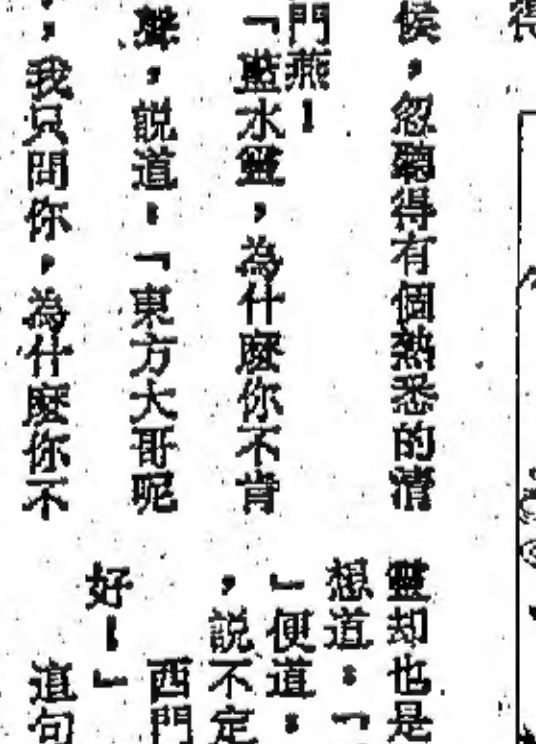 得
候，忽聽得有個熟悉的清
門燕！
「藍水靈，為什麼你不肯
聲，說道：「東方大哥呢
，我只問你，為什麼你不
靈却也是
想道：「
」便道：
，說不定
西門
好！」
這句